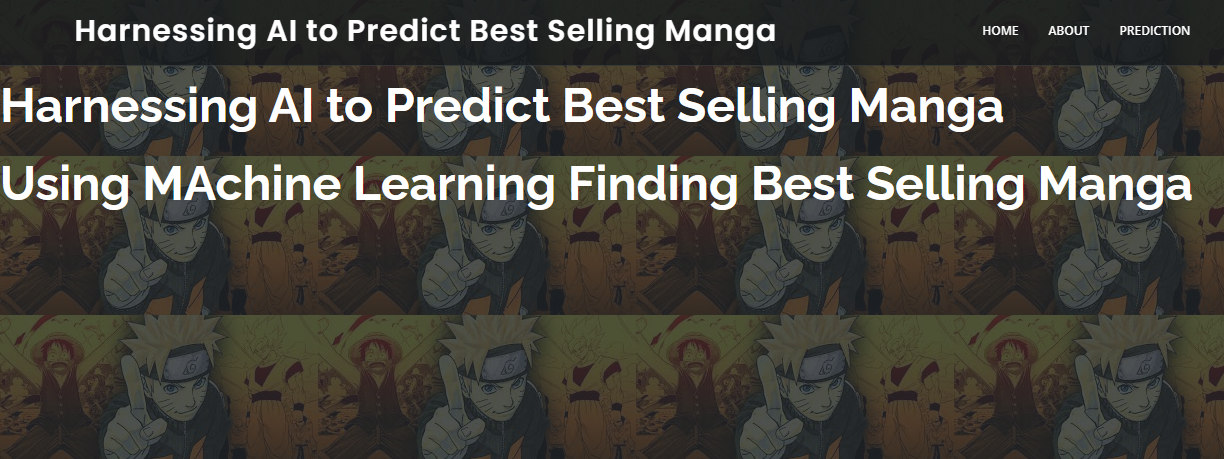 Harnessing AI to Predict Best Selling Manga
HOME ABOUT PREDICTION
Harnessing AI to Predict Best Selling Manga
Using MAchine Learning Finding Best Selling Manga